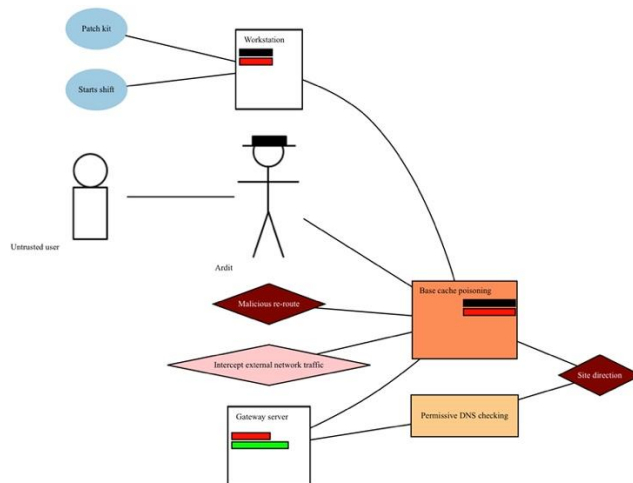 Patch kit
Workstation
Starts shift
Untrusted user
Ardit
Base cache poisoning
Malicious re-route
Intercept external network traffic
Site direction
Gateway server
Permissive DNS checking